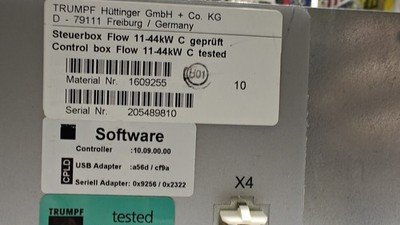 TRUMPF Hüttinger GmbH + Co. KG
D - 79111 Freiburg / Germany
Steuerbox Flow 11-44kW C geprüft
Control box Flow 11-44kW C tested
Material Nr. 1609255
10
Serial Nr. 205489810
Software
Controller : 10.09.00.00
CPLD
USB Adapter : a56d / cf9a
Seriell Adapter: 0x9256 / 0x2322
X4
TRUMPF
tested